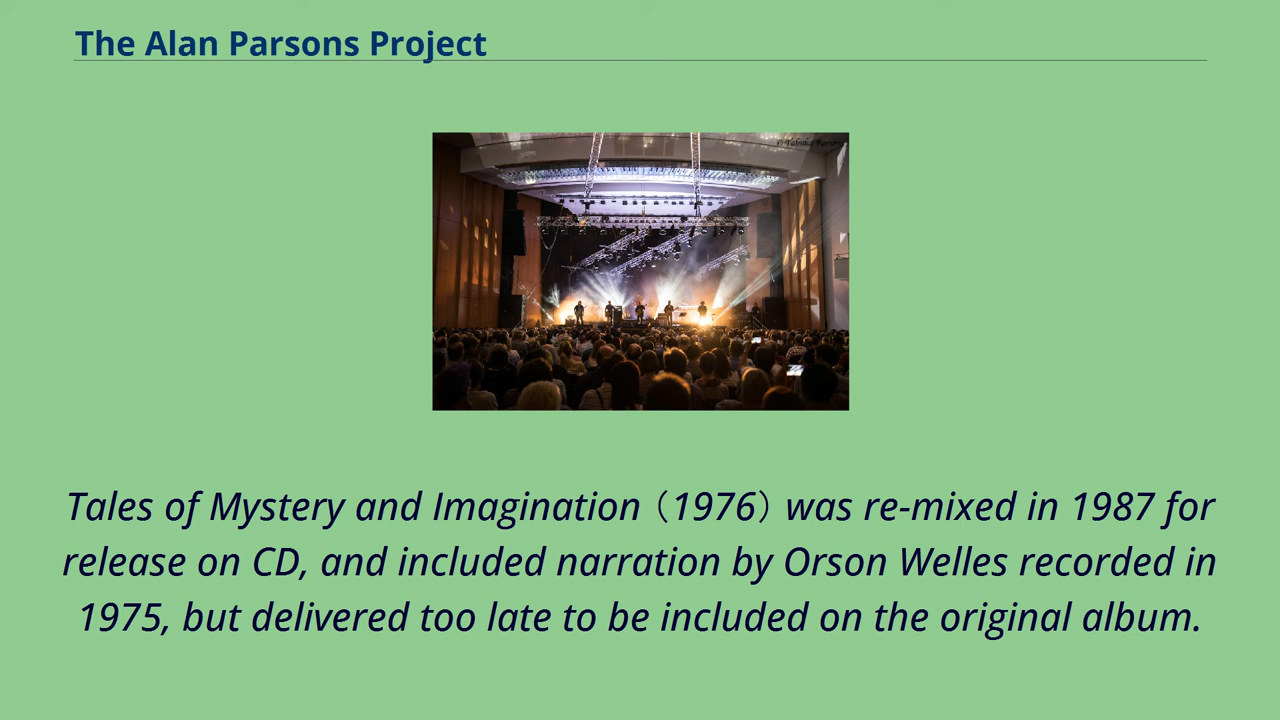 The Alan Parsons Project
Tales of Mystery and Imagination （1976） was re-mixed in 1987 for
release on CD, and included narration by Orson Welles recorded in
1975, but delivered too late to be included on the original album.